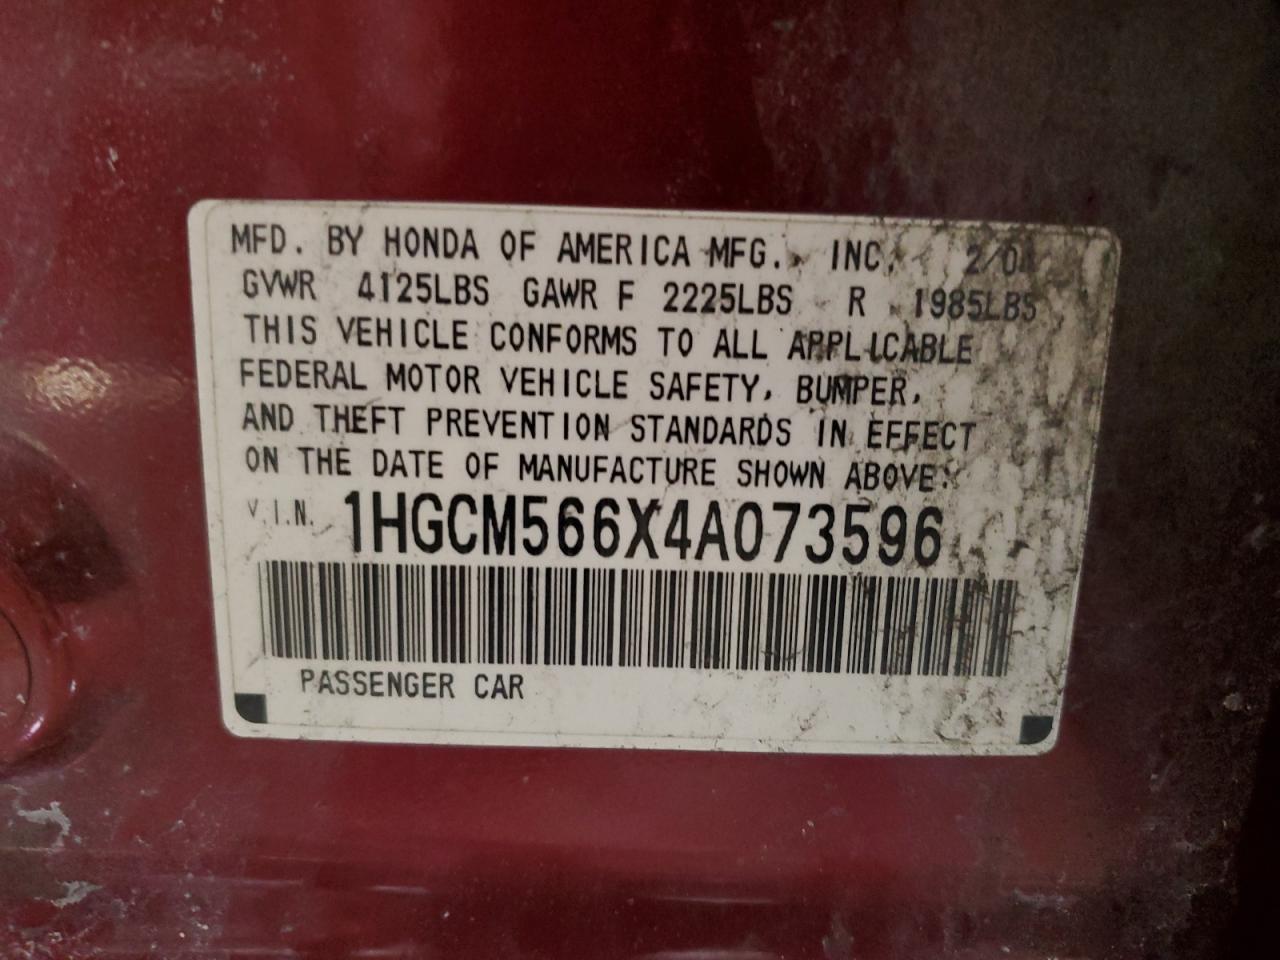 MFD. BY HONDA OF AMERICA MFG., INC. 2/04
GVWR 4125LBS GAWR F 2225LBS R 1985LBS
THIS VEHICLE CONFORMS TO ALL APPLICABLE
FEDERAL MOTOR VEHICLE SAFETY, BUMPER,
AND THEFT PREVENTION STANDARDS IN EFFECT
ON THE DATE OF MANUFACTURE SHOWN ABOVE.
V.I.N. 1HGCM566X4A073596
PASSENGER CAR